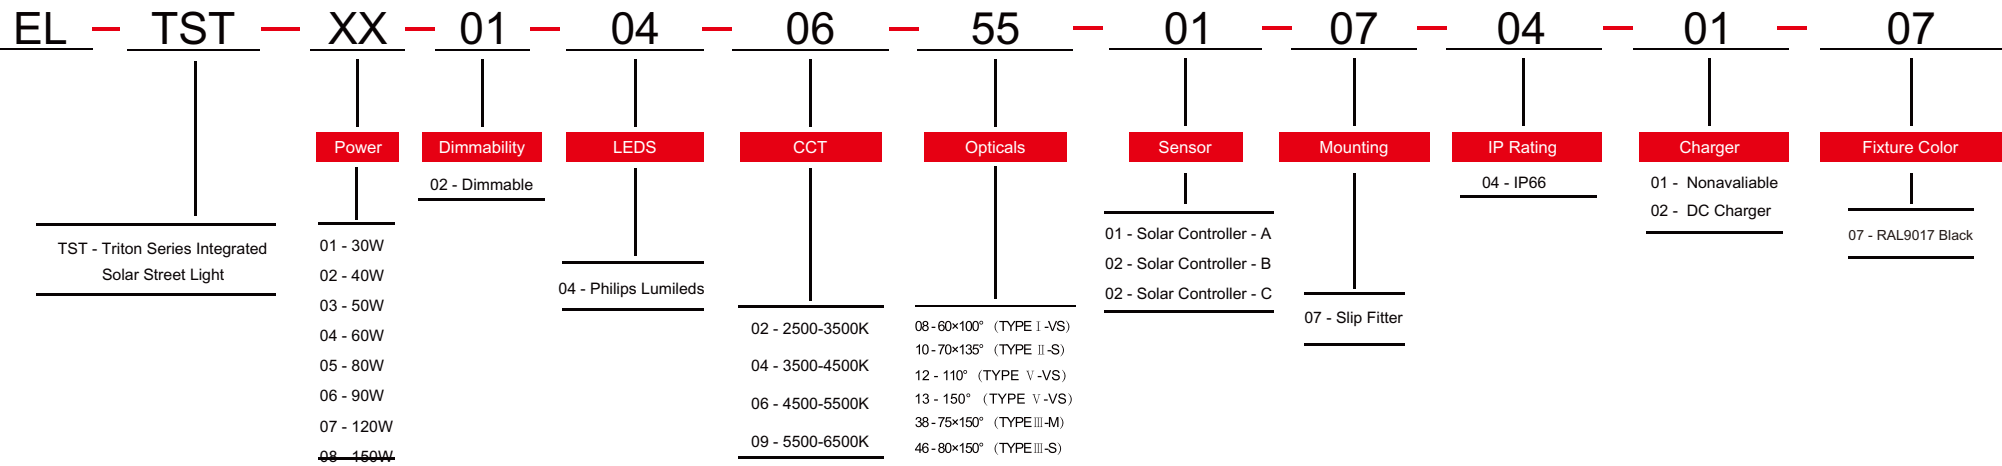 EL — TST — XX — 01 — 04 — 06 — 55 — 01 — 07 — 04 — 01 — 07
Power
Dimmability
LEDS
CCT
Opticals
Sensor
Mounting
IP Rating
Charger
Fixture Color
TST - Triton Series Integrated
Solar Street Light
01 - 30W
02 - 40W
03 - 50W
04 - 60W
05 - 80W
06 - 90W
07 - 120W
08 - 150W
02 - Dimmable
04 - Philips Lumileds
02 - 2500-3500K
04 - 3500-4500K
06 - 4500-5500K
09 - 5500-6500K
08 - 60×100° (TYPE Ⅰ-VS)
10 - 70×135° (TYPE Ⅱ-S)
12 - 110° (TYPE Ⅴ-VS)
13 - 150° (TYPE Ⅴ-VS)
38 - 75×150° (TYPE Ⅲ-M)
46 - 80×150° (TYPE Ⅲ-S)
01 - Solar Controller - A
02 - Solar Controller - B
02 - Solar Controller - C
07 - Slip Fitter
04 - IP66
01 - Nonavaliable
02 - DC Charger
07 - RAL9017 Black